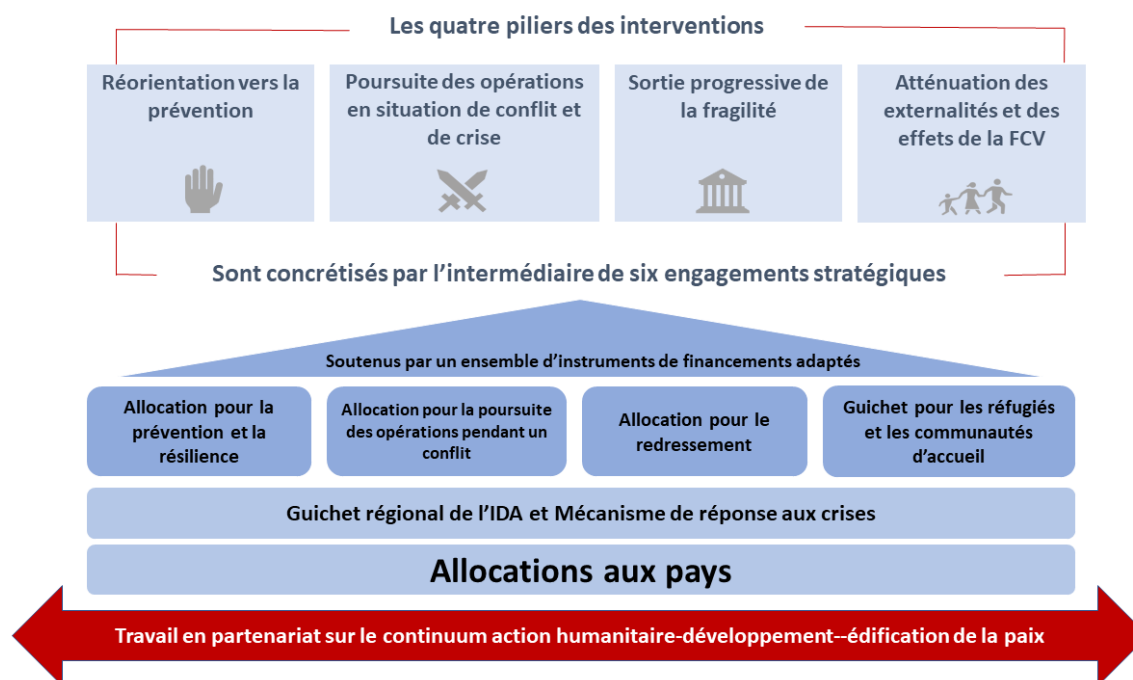 Les quatre piliers des interventions
Réorientation vers la
prévention
Poursuite des opérations
en situation de conflit et
de crise
Sortie progressive de
la fragilité
Atténuation des
externalités et des
effets de la FCV
Sont concrétisés par l’intermédiaire de six engagements stratégiques
Soutenus par un ensemble d’instruments de financements adaptés
Allocation pour la
prévention et la
résilience
Allocation pour la poursuite
des opérations pendant un
conflit
Allocation pour le
redressement
Guichet pour les réfugiés
et les communautés
d’accueil
Guichet régional de l’IDA et Mécanisme de réponse aux crises
Allocations aux pays
Travail en partenariat sur le continuum action humanitaire-développement--édification de la paix